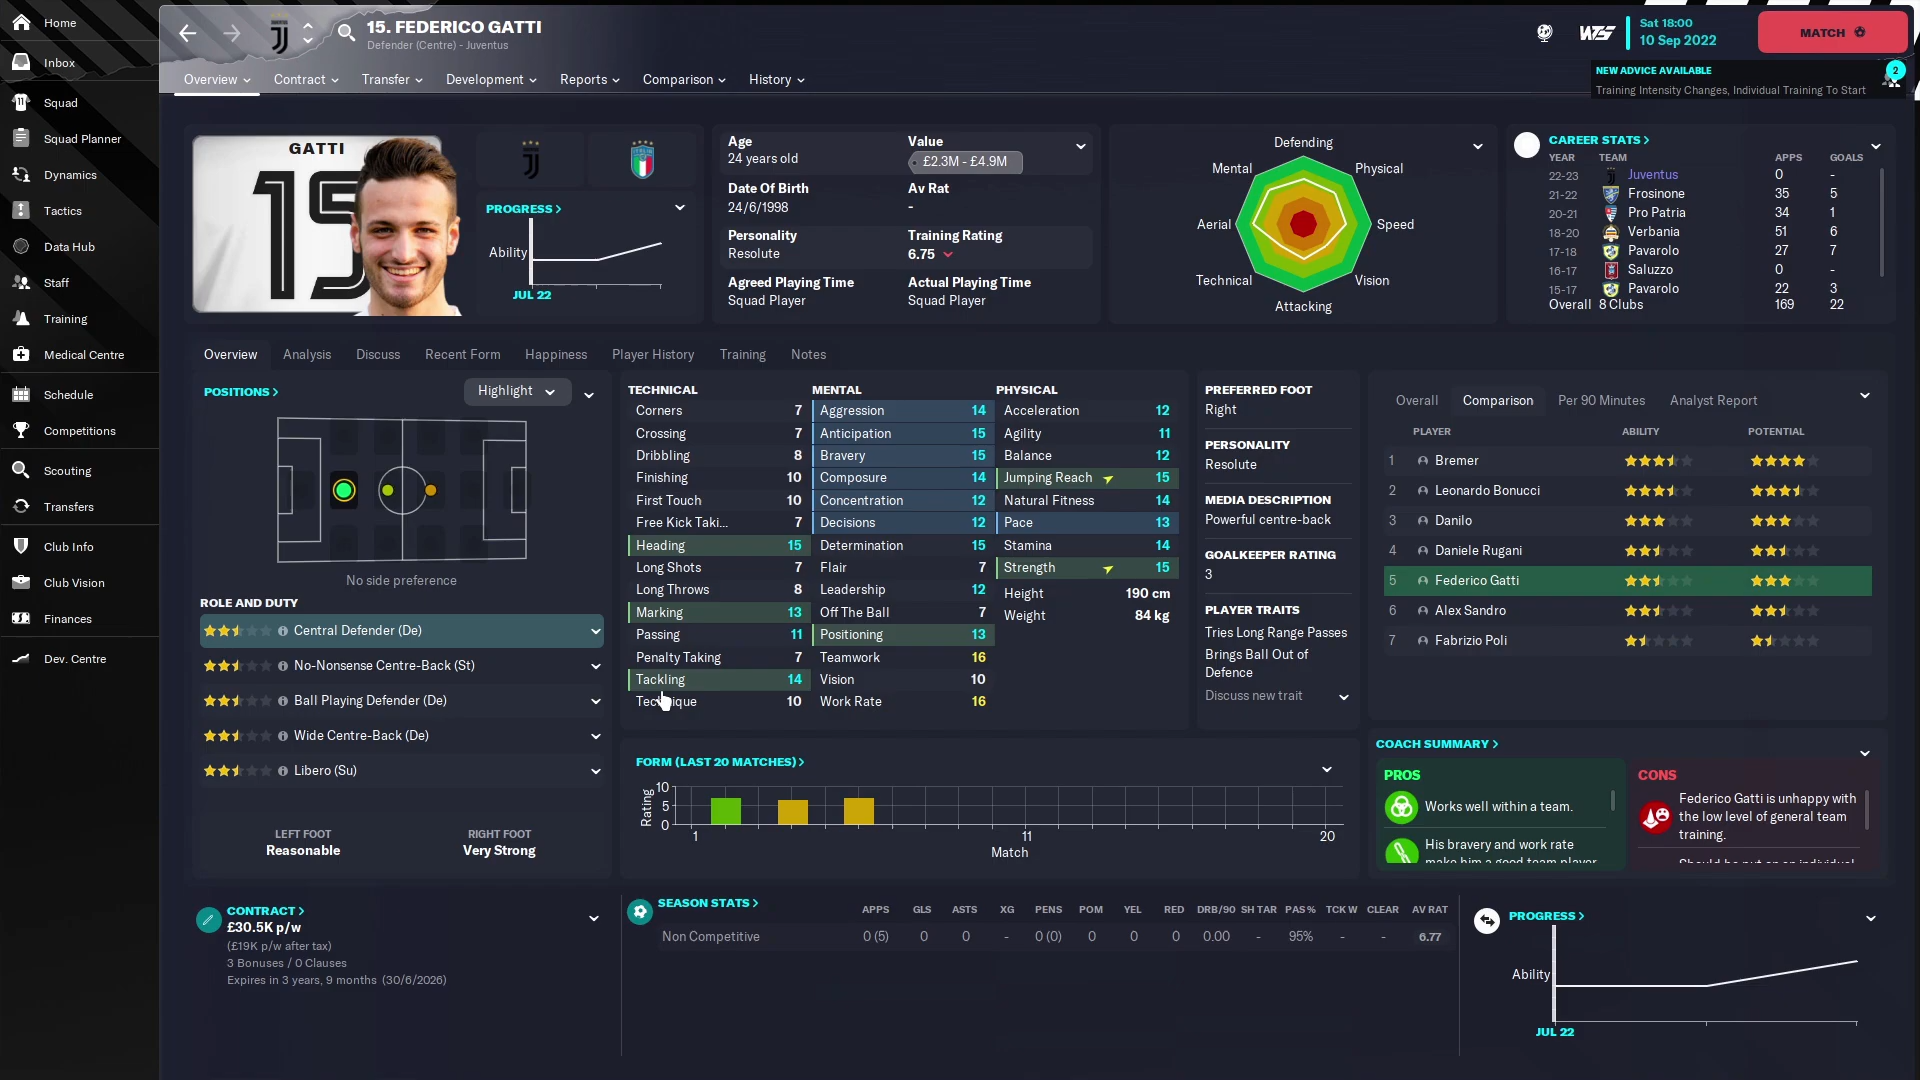 Home
Inbox
Squad
Squad Planner
Dynamics
Tactics
Data Hub
Staff
Training
Medical Centre
Schedule
Competitions
Scouting
Transfers
Club Info
Club Vision
Finances
Dev. Centre
15. FEDERICO GATTI
Defender (Centre) - Juventus
Sat 18:00
10 Sep 2022
MATCH
Overview Contract Transfer Development Reports Comparison History
NEW ADVICE AVAILABLE
2
Training Intensity Changes, Individual Training To Start
GATTI
15
PROGRESS >
Ability
JUL 22
Age
24 years old
Value
£2.3M - £4.9M
Date Of Birth
24/6/1998
Av Rat
-
Personality
Resolute
Training Rating
6.75
Agreed Playing Time
Squad Player
Actual Playing Time
Squad Player
Defending
Mental Physical
Aerial Speed
Technical Vision
Attacking
CAREER STATS >
YEAR TEAM APPS GOALS
22-23 Juventus 0 -
21-22 Frosinone 35 5
20-21 Pro Patria 34 1
18-20 Verbania 51 6
17-18 Pavarolo 27 7
16-17 Saluzzo 0 -
15-17 Pavarolo 22 3
Overall 8 Clubs 169 22
Overview Analysis Discuss Recent Form Happiness Player History Training Notes
POSITIONS >
Highlight
No side preference
ROLE AND DUTY
Central Defender (De)
No-Nonsense Centre-Back (St)
Ball Playing Defender (De)
Wide Centre-Back (De)
Libero (Su)
LEFT FOOT RIGHT FOOT
Reasonable Very Strong
TECHNICAL
Corners 7
Crossing 7
Dribbling 8
Finishing 10
First Touch 10
Free Kick Taki... 7
Heading 15
Long Shots 7
Long Throws 8
Marking 13
Passing 11
Penalty Taking 7
Tackling 14
Technique 10
MENTAL
Aggression 14
Anticipation 15
Bravery 15
Composure 14
Concentration 12
Decisions 12
Determination 15
Flair 7
Leadership 12
Off The Ball 7
Positioning 13
Teamwork 16
Vision 10
Work Rate 16
PHYSICAL
Acceleration 12
Agility 11
Balance 12
Jumping Reach 15
Natural Fitness 14
Pace 13
Stamina 14
Strength 15
Height 190 cm
Weight 84 kg
PREFERRED FOOT
Right
PERSONALITY
Resolute
MEDIA DESCRIPTION
Powerful centre-back
GOALKEEPER RATING
3
PLAYER TRAITS
Tries Long Range Passes
Brings Ball Out of
Defence
Discuss new trait
Overall Comparison Per 90 Minutes Analyst Report
PLAYER ABILITY POTENTIAL
1 Bremer
2 Leonardo Bonucci
3 Danilo
4 Daniele Rugani
5 Federico Gatti
6 Alex Sandro
7 Fabrizio Poli
FORM (LAST 20 MATCHES) >
Rating
10
5
0
1 11 20
Match
COACH SUMMARY >
PROS
Works well within a team.
His bravery and work rate
make him a good team player
CONS
Federico Gatti is unhappy with
the low level of general team
training.
Should be put on an individual
CONTRACT >
£30.5K p/w
(£19K p/w after tax)
3 Bonuses / 0 Clauses
Expires in 3 years, 9 months (30/6/2026)
SEASON STATS >
APPS GLS ASTS XG PENS POM YEL RED DRB/90 SH TAR PAS % TCK W CLEAR AV RAT
Non Competitive 0 (5) 0 0 - 0 (0) 0 0 0 0.00 - 95% - - 6.77
PROGRESS >
Ability
JUL 22